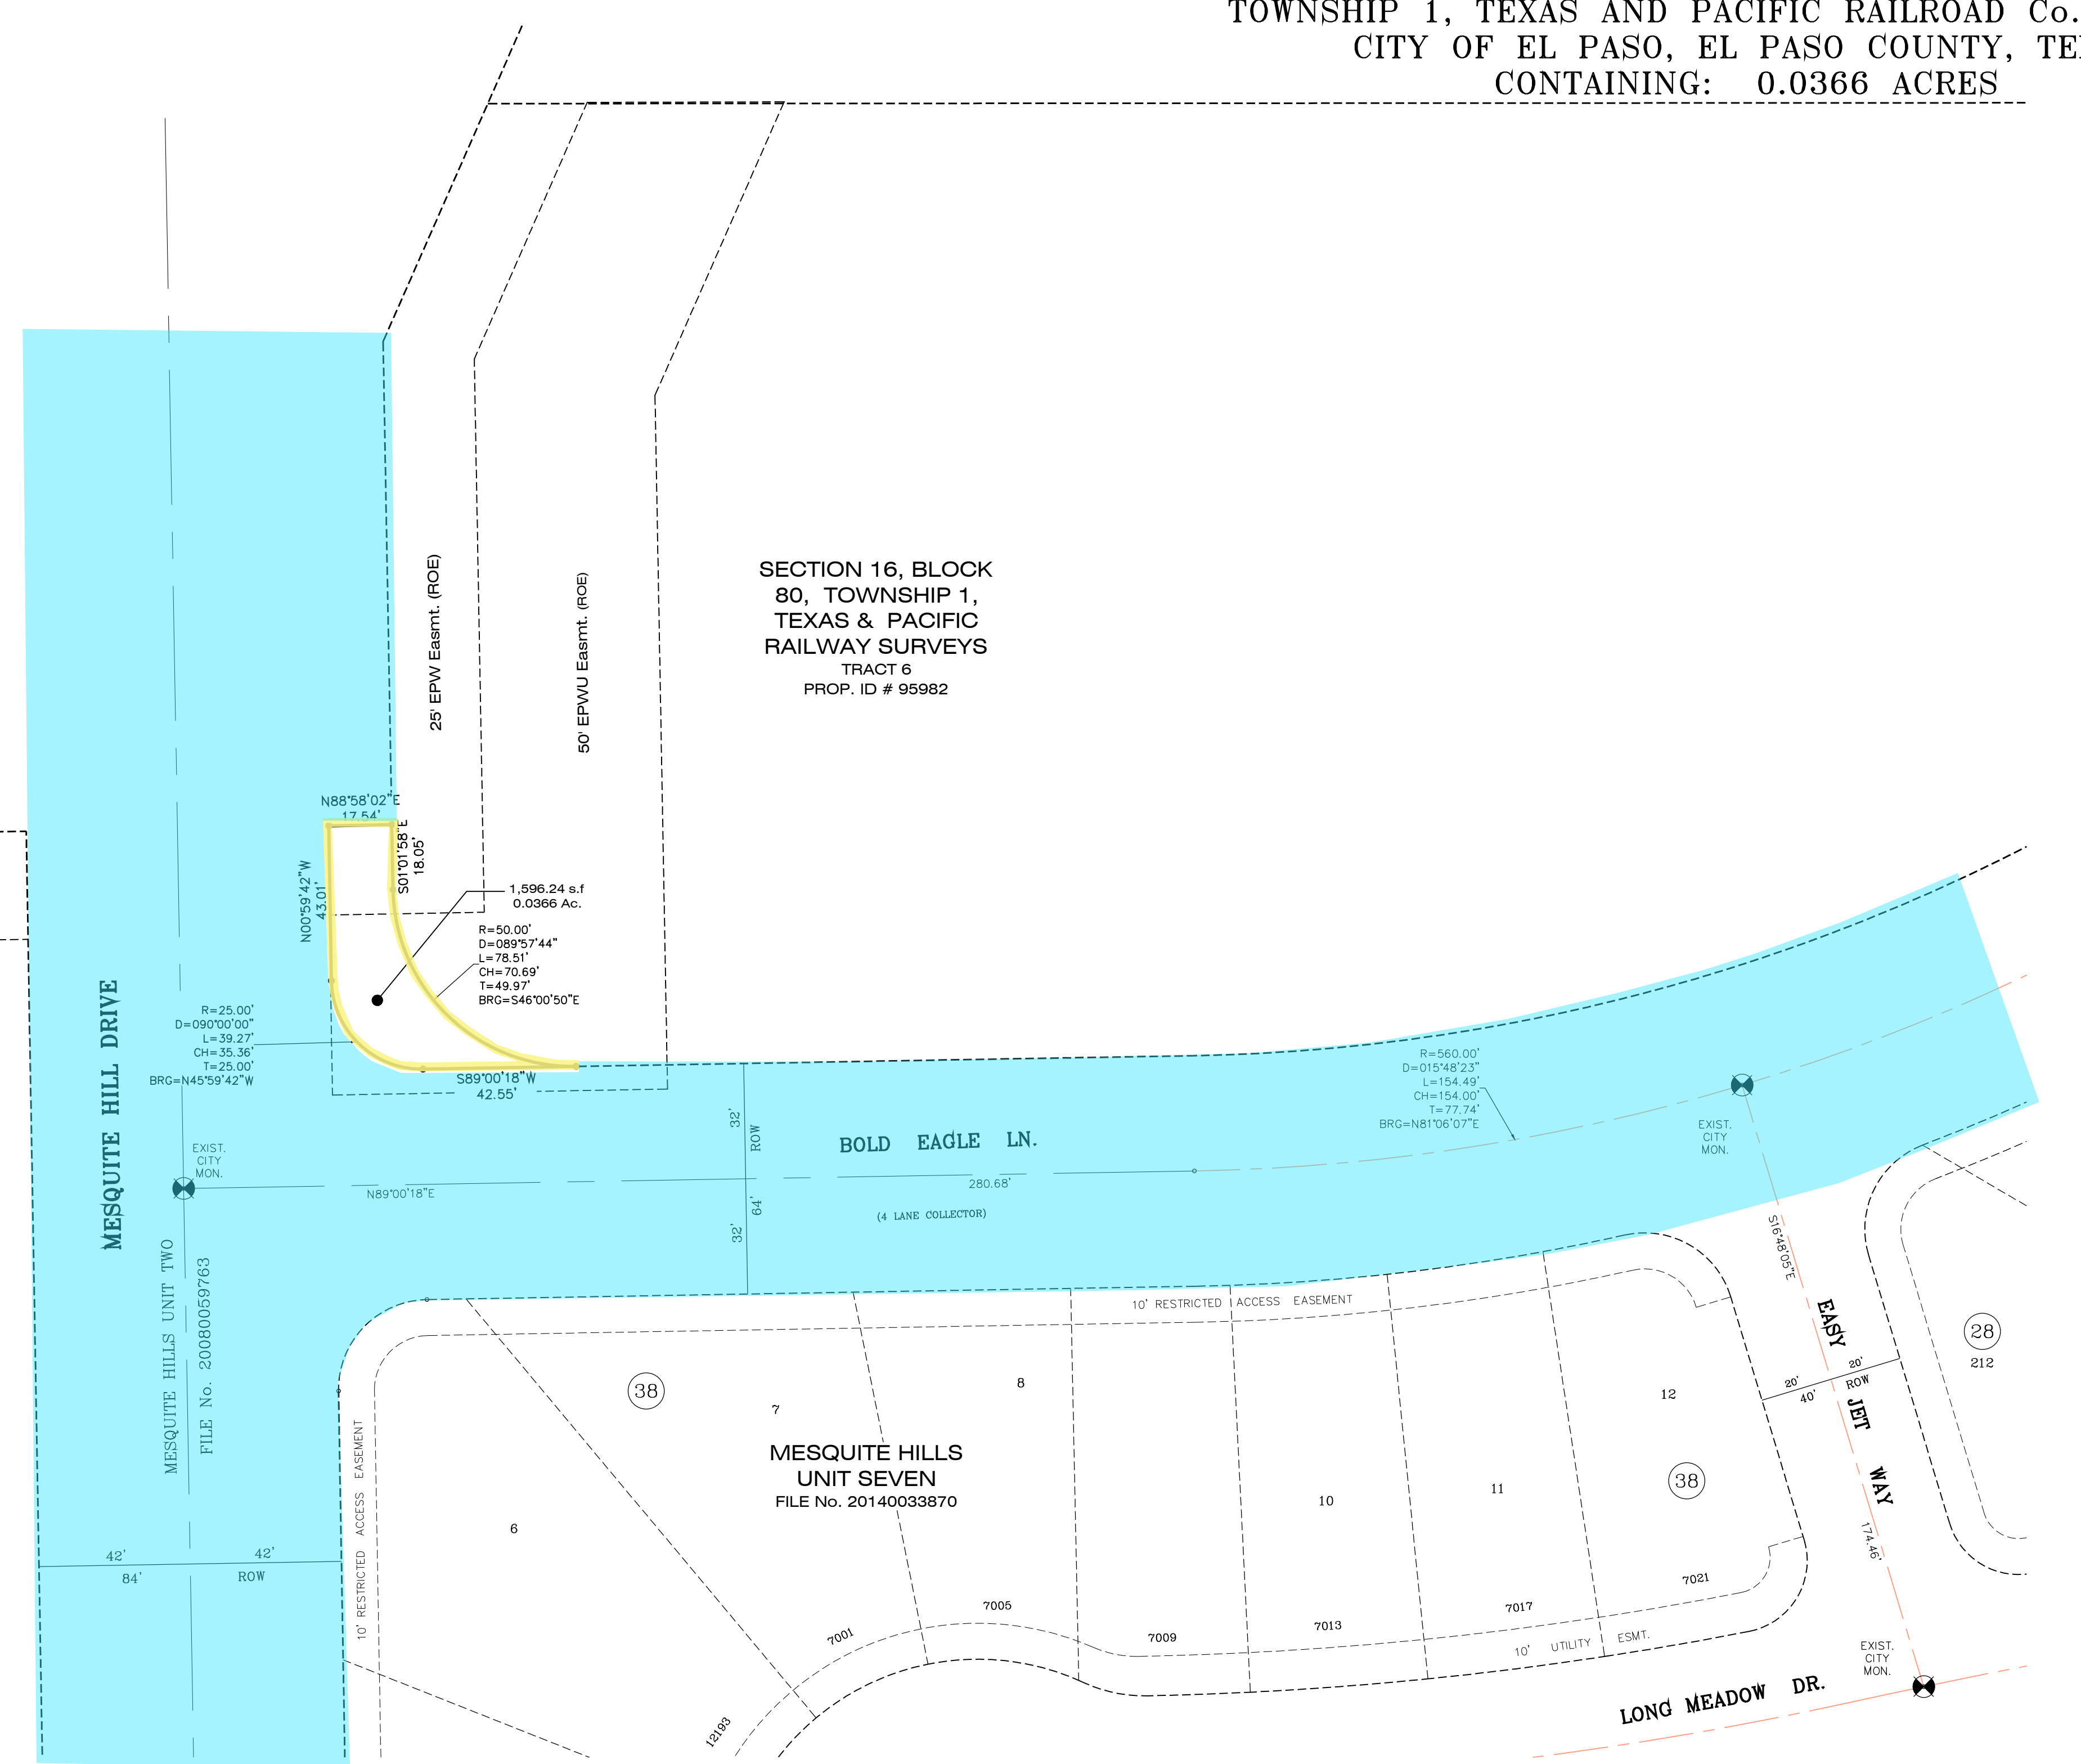 TOWNSHIP 1, TEXAS AND PACIFIC RAILROAD Co.
CITY OF EL PASO, EL PASO COUNTY,
CONTAINING: 0.0366 ACRES
25' EPW Easmt. (ROE)
50' EPWU Easmt. (ROE)
SECTION 16, BLOCK
80, TOWNSHIP 1,
TEXAS & PACIFIC
RAILWAY SURVEYS
TRACT 6
PROP. ID # 95982
N88°58'02"E
17.54'
S01°01'58"E
18.05'
N00°59'42"W
43.01'
1,596.24 s.f
0.0366 Ac.
R=50.00'
D=089°57'44"
L=78.51'
CH=70.69'
T=49.97'
BRG=S46°00'50"E
R=25.00'
D=090°00'00"
L=39.27'
CH=35.36'
T=25.00'
BRG=N45°59'42"W
S89°00'18"W
42.55'
MESQUITE HILL DRIVE
EXIST.
CITY
MON.
N89°00'18"E
32'
ROW
64'
32'
BOLD EAGLE LN.
280.68'
(4 LANE COLLECTOR)
R=560.00'
D=015°48'23"
L=154.49'
CH=154.00'
T=77.74'
BRG=N81°06'07"E
EXIST.
CITY
MON.
S16°48'05"E
MESQUITE HILLS UNIT TWO
FILE No. 20080059763
10' RESTRICTED ACCESS EASEMENT
10' RESTRICTED ACCESS EASEMENT
38
7
8
12
MESQUITE HILLS
UNIT SEVEN
FILE No. 20140033870
6
10
11
38
EASY JET WAY
20'
20'
40'
ROW
28
212
174.46'
42'
42'
84'
ROW
7001
7005
7009
7013
7017
7021
12193
10' UTILITY ESMT.
EXIST.
CITY
MON.
LONG MEADOW DR.